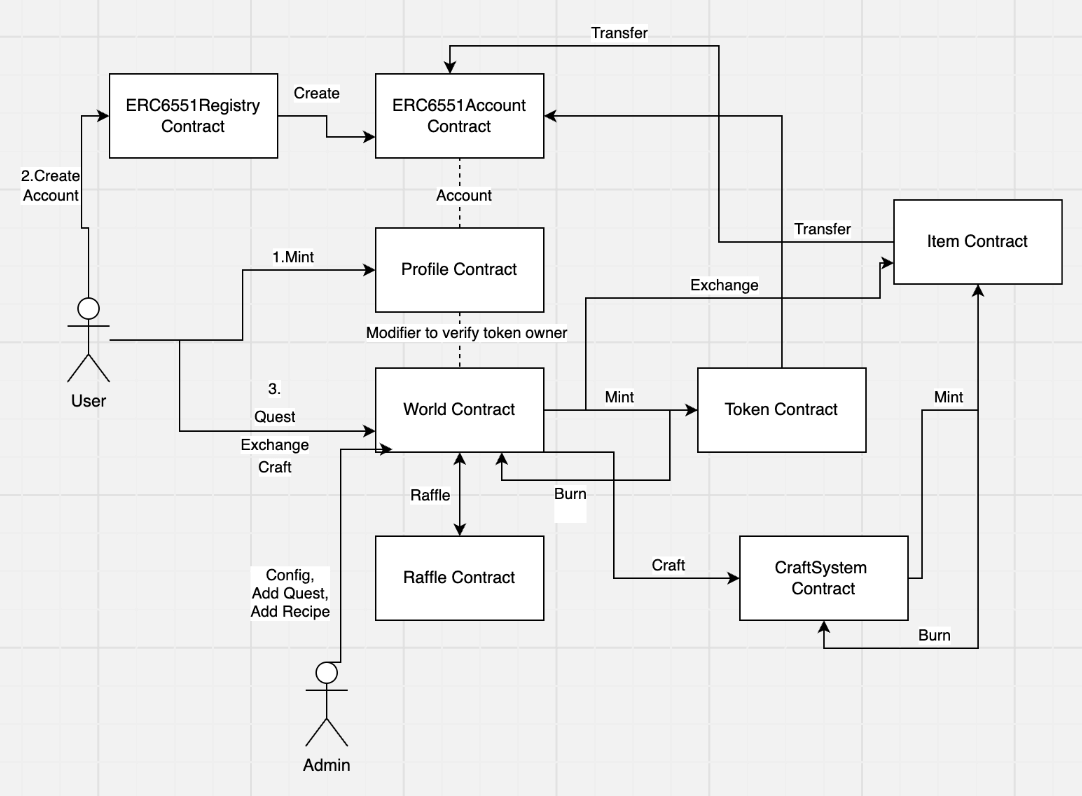 Transfer
ERC6551Registry
Contract
Create
ERC6551Account
Contract
2.Create
Account
Account
Transfer
Item Contract
1.Mint
Profile Contract
Exchange
Modifier to verify token owner
User
3.
Quest
Exchange
Craft
World Contract
Mint
Token Contract
Mint
Raffle
Burn
Config,
Add Quest,
Add Recipe
Raffle Contract
Craft
CraftSystem
Contract
Burn
Admin